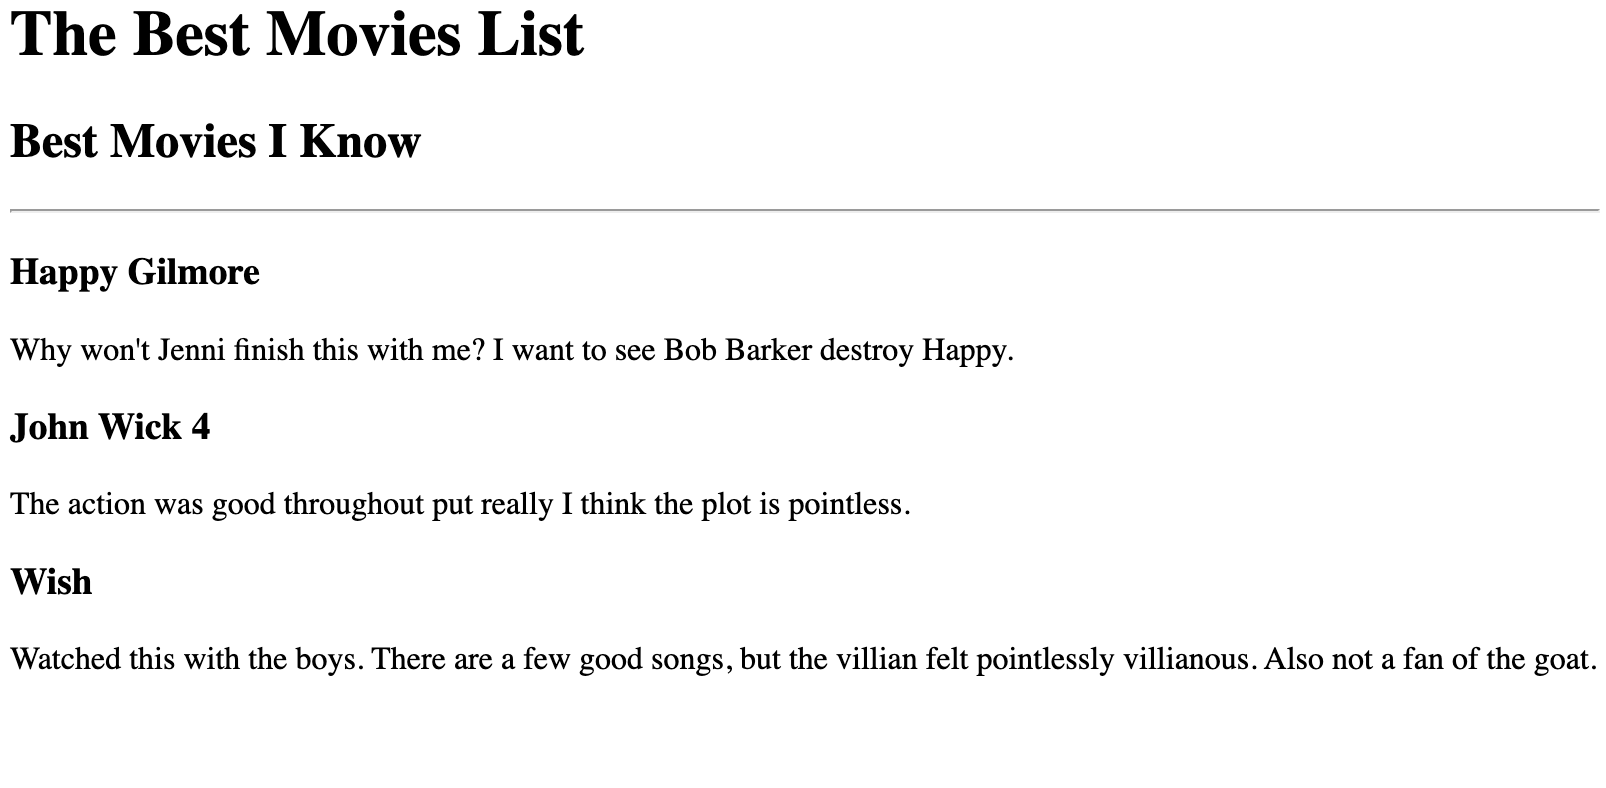 The Best Movies List
Best Movies I Know
Happy Gilmore
Why won't Jenni finish this with me? I want to see Bob Barker destroy Happy.
John Wick 4
The action was good throughout put really I think the plot is pointless.
Wish
Watched this with the boys. There are a few good songs, but the villian felt pointlessly villianous. Also not a fan of the goat.